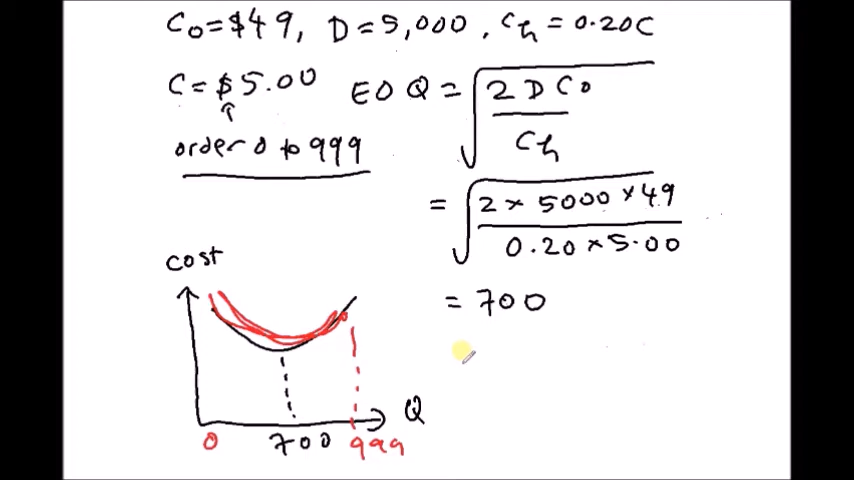 C₀ = $49, D = 5,000, Cₕ = 0.20C
C = $5.00
order 0 to 999
EOQ = √(2DC₀ / Cₕ)
= √(2 × 5000 × 49 / 0.20 × 5.00)
= 700
Cost
Q
0 700 999